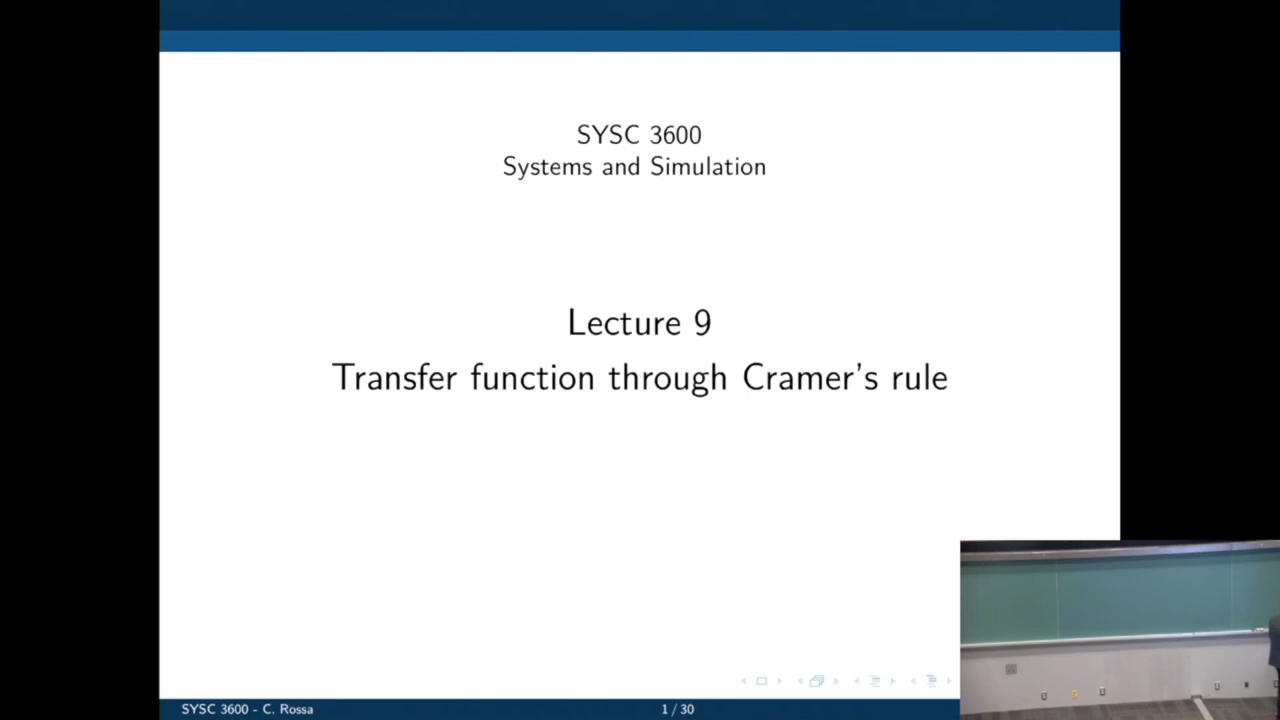 SYSC 3600
Systems and Simulation
Lecture 9
Transfer function through Cramer's rule
SYSC 3600 - C. Rossa
1 / 30